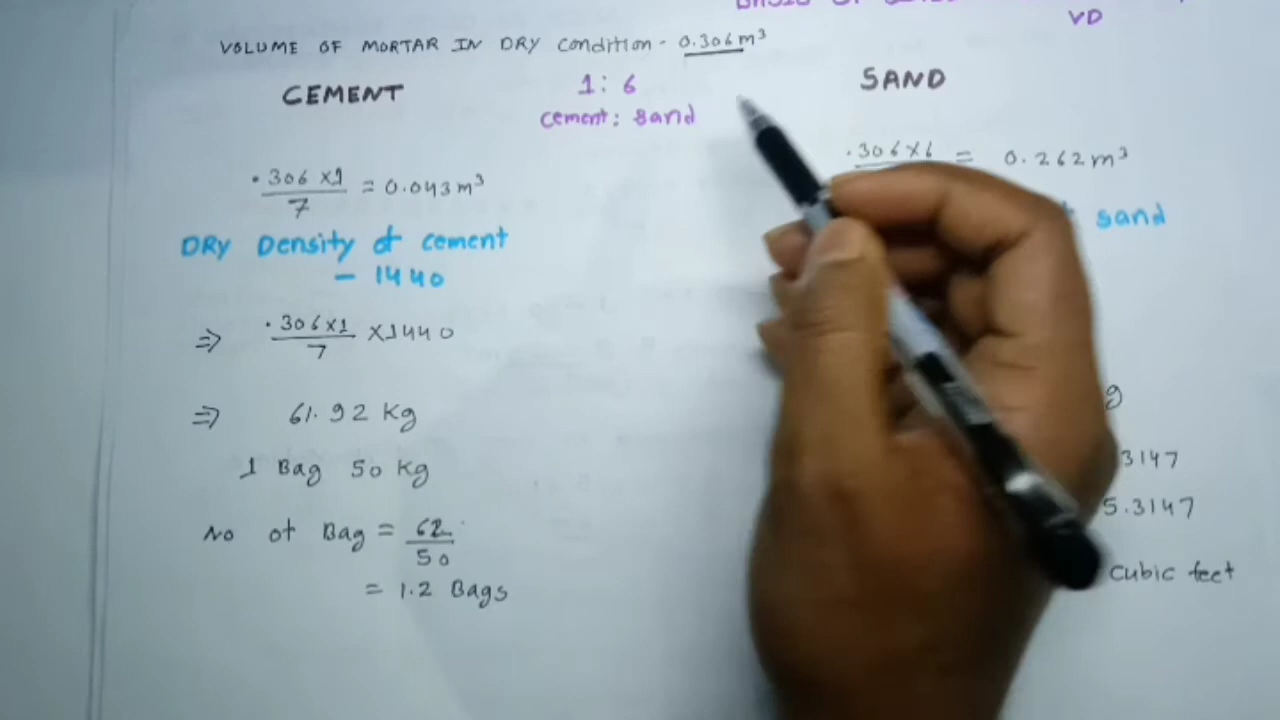 VD
VOLUME OF MORTAR IN DRY Condition - 0.306 m³
CEMENT
1 : 6
cement : sand
SAND
.306 x 1 / 7 = 0.043 m³
.306 x 6 = 0.262 m³
DRY Density of cement
- 1440
sand
⇒ .306 x 1 / 7 x 1440
⇒ 61.92 Kg
g
1 Bag 50 Kg
3147
No of Bag = 62 / 50
5.3147
= 1.2 Bags
Cubic feet